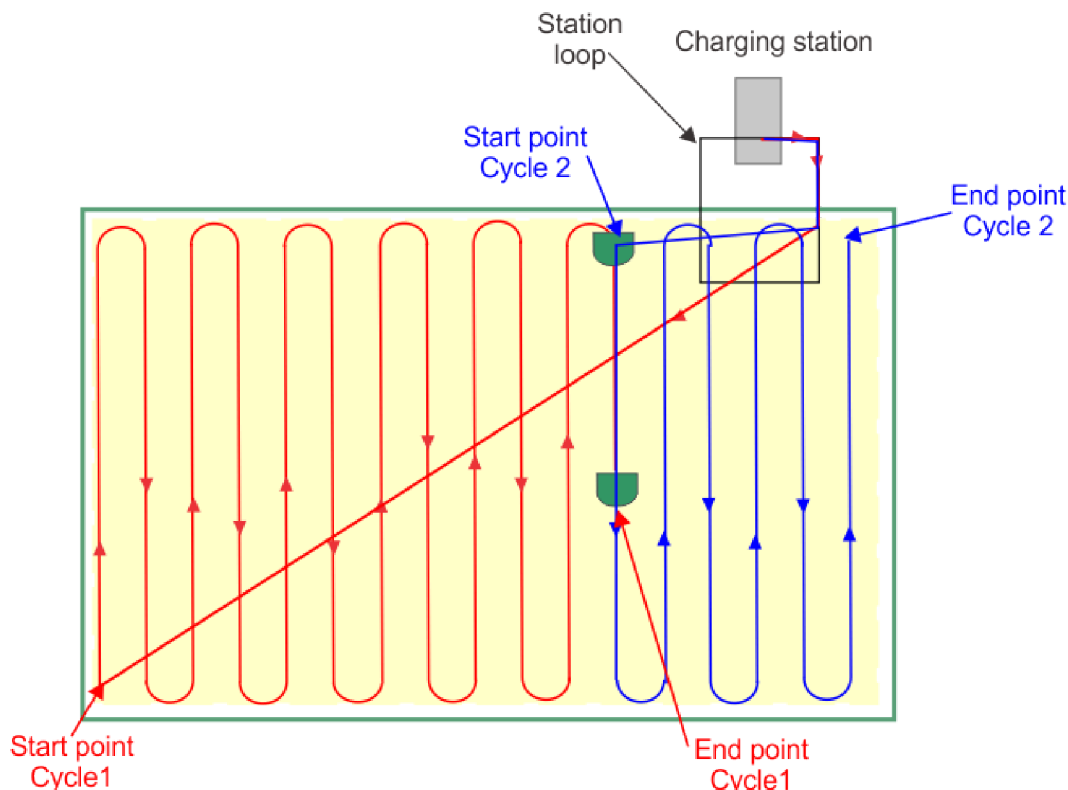 Station
loop
Charging station
Start point
Cycle 2
End point
Cycle 2
Start point
Cycle1
End point
Cycle1